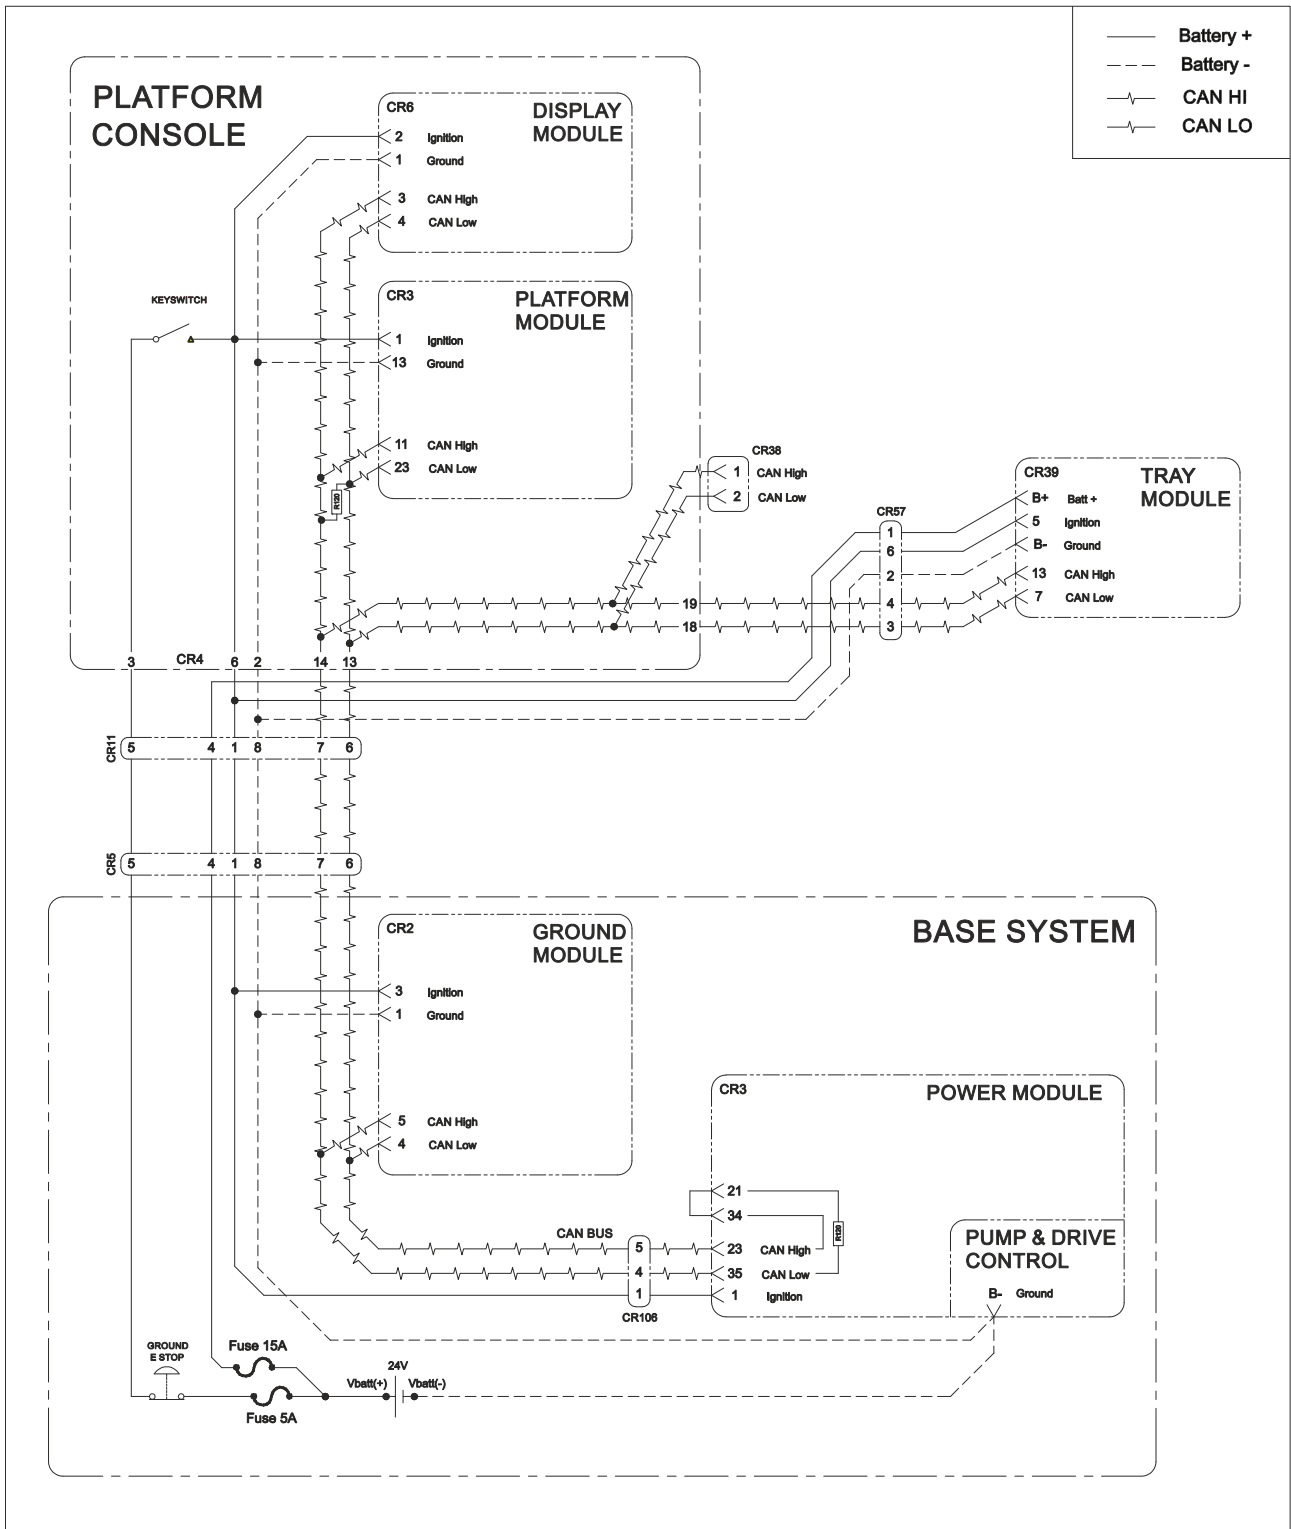 Battery +
Battery -
CAN HI
CAN LO
PLATFORM
CONSOLE
CR6
DISPLAY
MODULE
2 Ignition
1 Ground
3 CAN High
4 CAN Low
KEYSWITCH
CR3
PLATFORM
MODULE
1 Ignition
13 Ground
11 CAN High
23 CAN Low
R120
CR38
1 CAN High
2 CAN Low
CR57
1
6
2
4
3
CR39
TRAY
MODULE
B+ Batt +
5 Ignition
B- Ground
13 CAN High
7 CAN Low
19
18
3 CR4 6 2 14 13
CR11 5 4 1 8 7 6
CR5 5 4 1 8 7 6
BASE SYSTEM
CR2
GROUND
MODULE
3 Ignition
1 Ground
5 CAN High
4 CAN Low
CR3
POWER MODULE
21
34
23 CAN High
35 CAN Low
1 Ignition
R120
CAN BUS
5
4
1
CR106
PUMP & DRIVE
CONTROL
B- Ground
GROUND
E STOP
Fuse 15A
Fuse 5A
24V
Vbatt(+) Vbatt(-)